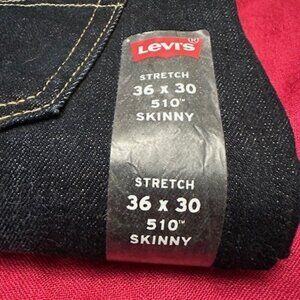 Levi's ®
STRETCH
36 x 30
510™
SKINNY
STRETCH
36 x 30
510™
SKINNY